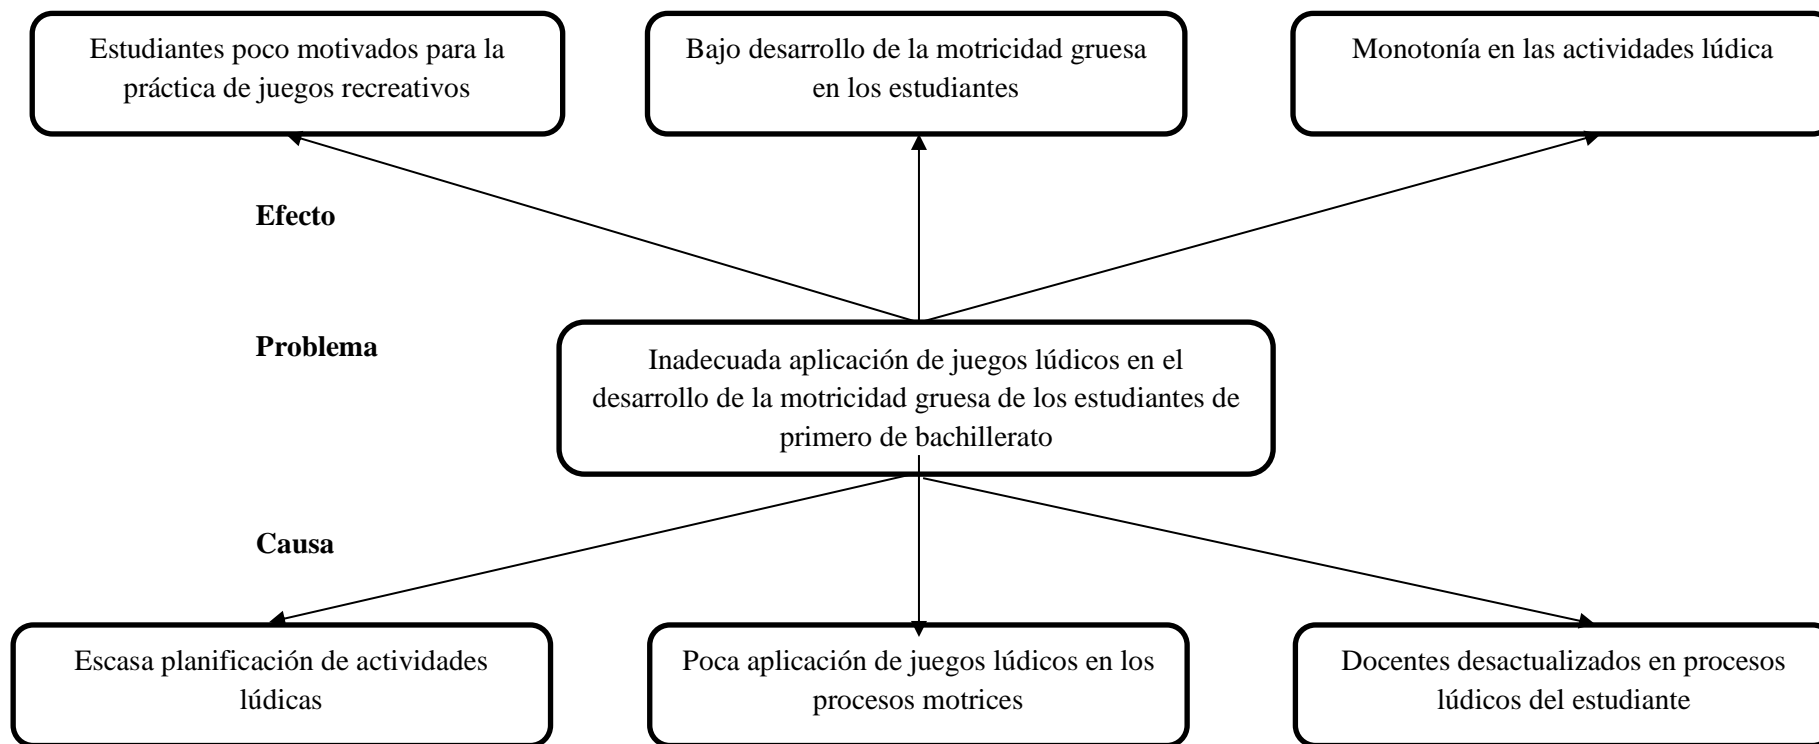 Estudiantes poco motivados para la
práctica de juegos recreativos
Bajo desarrollo de la motricidad gruesa
en los estudiantes
Monotonía en las actividades lúdica
Efecto
Problema
Inadecuada aplicación de juegos lúdicos en el
desarrollo de la motricidad gruesa de los estudiantes de
primero de bachillerato
Causa
Escasa planificación de actividades
lúdicas
Poca aplicación de juegos lúdicos en los
procesos motrices
Docentes desactualizados en procesos
lúdicos del estudiante